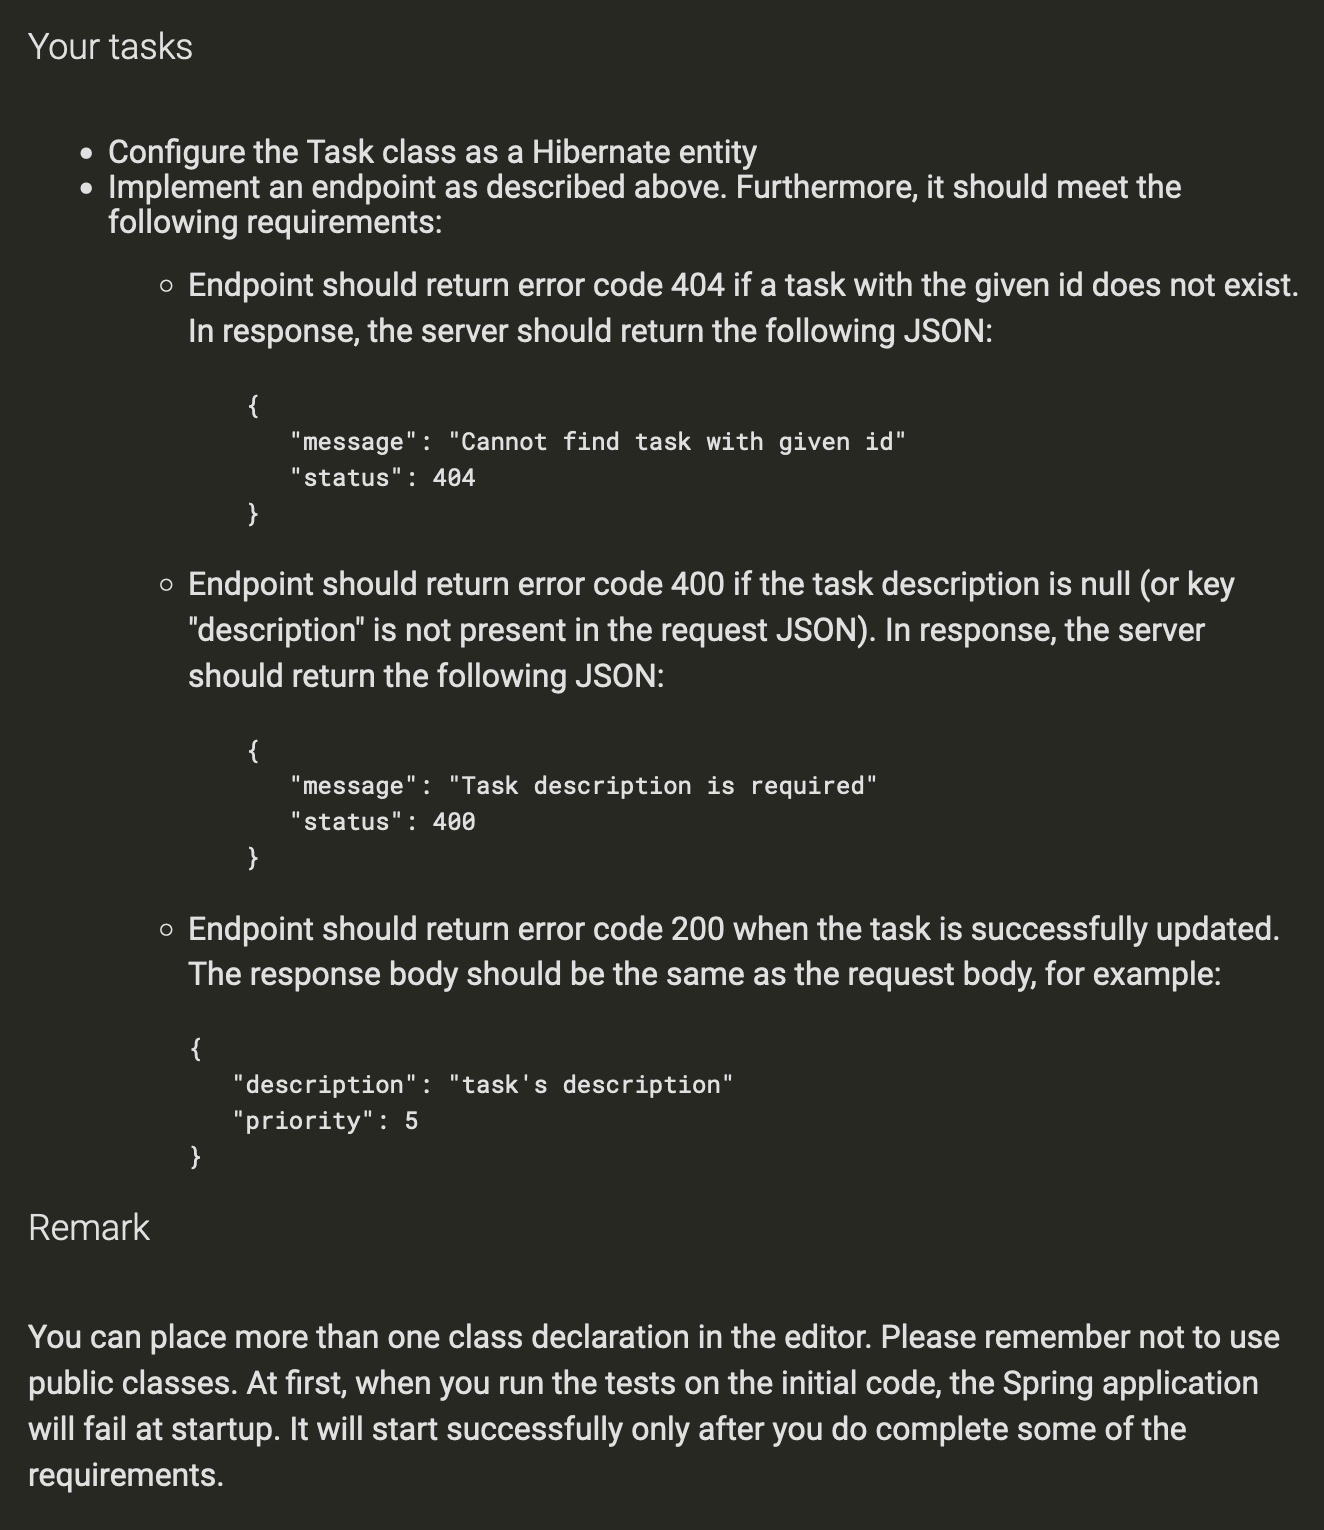 Your tasks
• Configure the Task class as a Hibernate entity
• Implement an endpoint as described above. Furthermore, it should meet the
following requirements:
◦ Endpoint should return error code 404 if a task with the given id does not exist.
In response, the server should return the following JSON:
{
"message": "Cannot find task with given id"
"status": 404
}
◦ Endpoint should return error code 400 if the task description is null (or key
"description" is not present in the request JSON). In response, the server
should return the following JSON:
{
"message": "Task description is required"
"status": 400
}
◦ Endpoint should return error code 200 when the task is successfully updated.
The response body should be the same as the request body, for example:
{
"description": "task's description"
"priority": 5
}
Remark
You can place more than one class declaration in the editor. Please remember not to use
public classes. At first, when you run the tests on the initial code, the Spring application
will fail at startup. It will start successfully only after you do complete some of the
requirements.